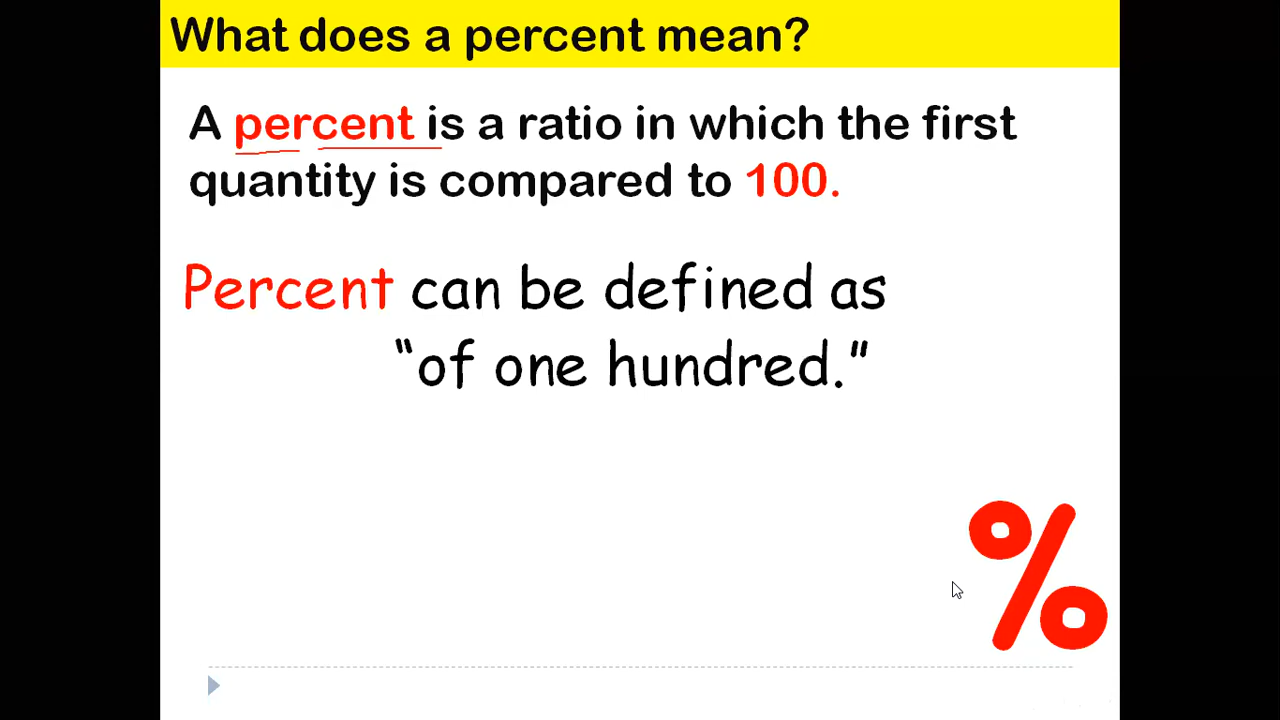 What does a percent mean?
A percent is a ratio in which the first
quantity is compared to 100.
Percent can be defined as
“of one hundred.”
%